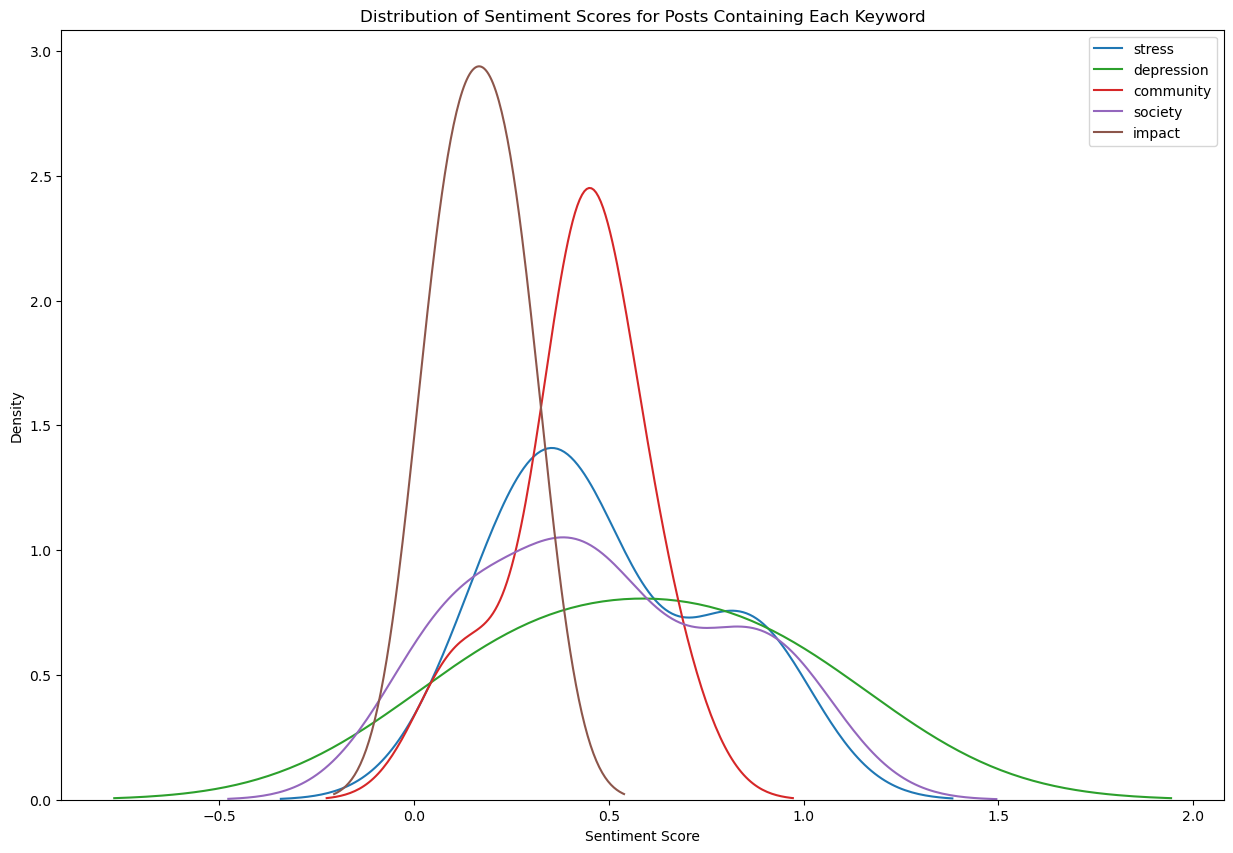 Distribution of Sentiment Scores for Posts Containing Each Keyword
3.0
2.5
2.0
1.5
1.0
0.5
0.0
Density
stress
depression
community
society
impact
−0.5
0.0
0.5
1.0
1.5
2.0
Sentiment Score